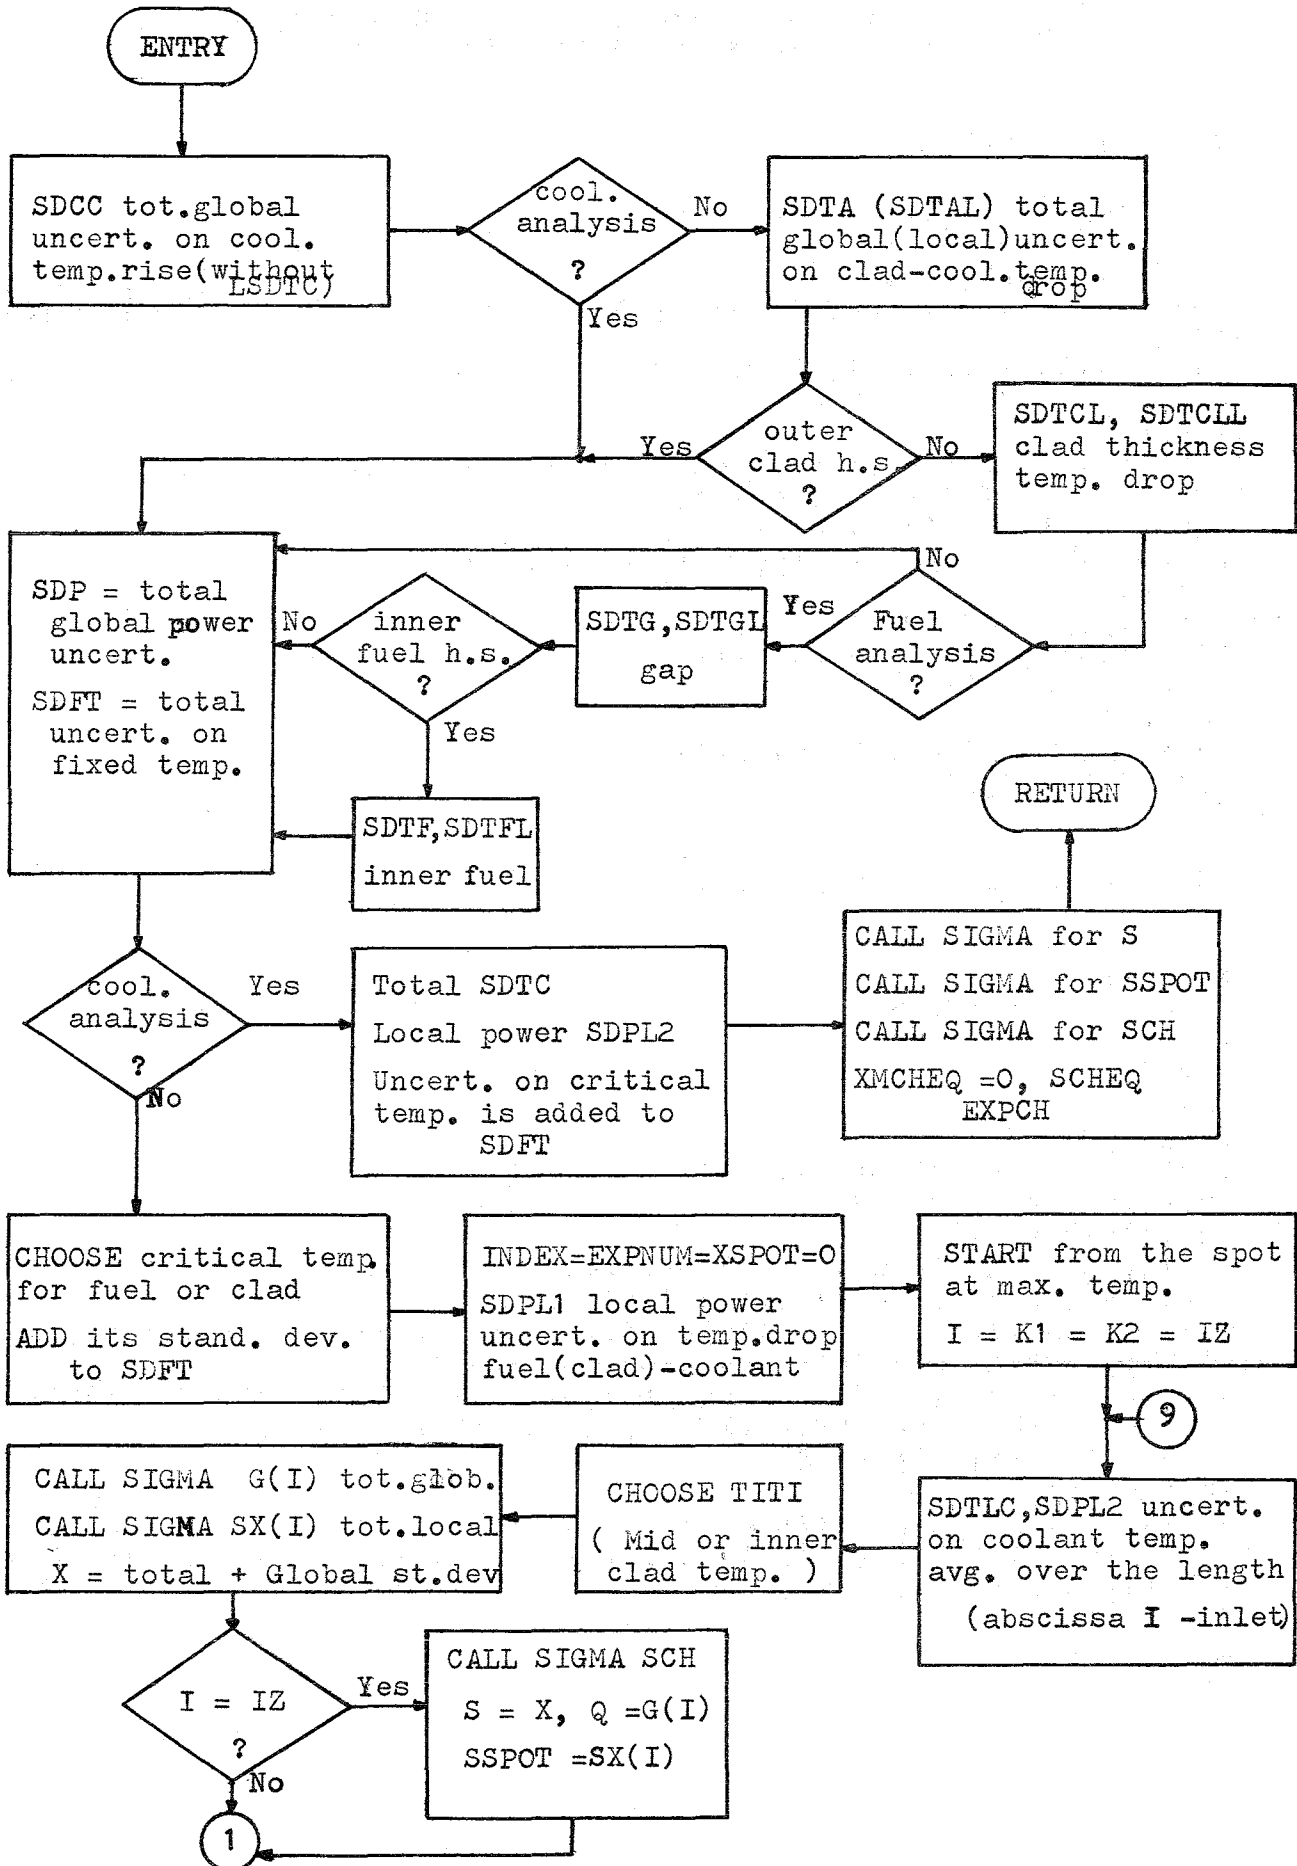 ENTRY
SDCC tot.global
uncert. on cool.
temp.rise(without
LSDTC)
cool.
analysis
?
No
Yes
SDTA (SDTAL) total
global(local)uncert.
on clad-cool.temp.
drop
outer
clad h.s.
?
Yes
No
SDTCL, SDTCLL
clad thickness
temp. drop
No
Fuel
analysis
?
Yes
SDTG,SDTGL
gap
inner
fuel h.s.
?
No
Yes
SDTF,SDTFL
inner fuel
SDP = total
global power
uncert.
SDFT = total
uncert. on
fixed temp.
RETURN
cool.
analysis
?
Yes
No
Total SDTC
Local power SDPL2
Uncert. on critical
temp. is added to
SDFT
CALL SIGMA for S
CALL SIGMA for SSPOT
CALL SIGMA for SCH
XMCHEQ =0, SCHEQ
EXPCH
CHOOSE critical temp.
for fuel or clad
ADD its stand. dev.
to SDFT
INDEX=EXPNUM=XSPOT=0
SDPL1 local power
uncert. on temp.drop
fuel(clad)-coolant
START from the spot
at max. temp.
I = K1 = K2 = IZ
9
SDTLC,SDPL2 uncert.
on coolant temp.
avg. over the length
(abscissa I -inlet)
CHOOSE TITI
( Mid or inner
clad temp. )
CALL SIGMA G(I) tot.glob.
CALL SIGMA SX(I) tot.local
X = total + Global st.dev
I = IZ
?
Yes
No
CALL SIGMA SCH
S = X, Q =G(I)
SSPOT =SX(I)
1